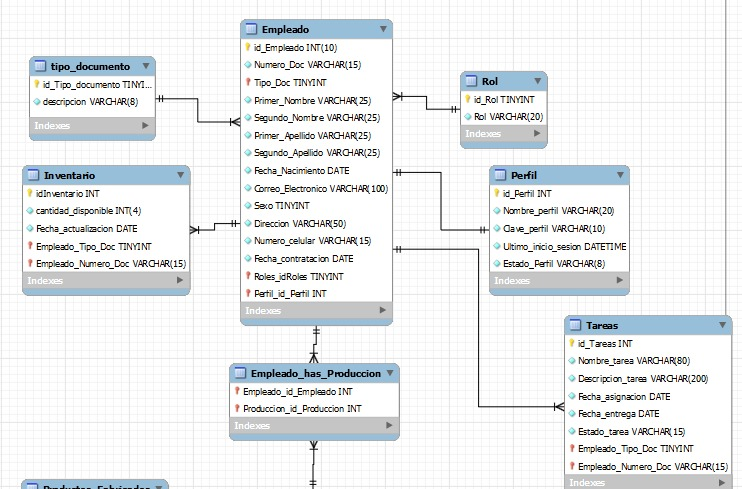 Empleado
id_Empleado INT(10)
Numero_Doc VARCHAR(15)
Tipo_Doc TINYINT
Primer_Nombre VARCHAR(25)
Segundo_Nombre VARCHAR(25)
Primer_Apellido VARCHAR(25)
Segundo_Apellido VARCHAR(25)
Fecha_Nacimiento DATE
Correo_Electronico VARCHAR(100)
Sexo TINYINT
Direccion VARCHAR(50)
Numero_celular VARCHAR(15)
Fecha_contratacion DATE
Roles_idRoles TINYINT
Perfil_id_Perfil INT
Indexes
tipo_documento
id_Tipo_documento TINYI...
descripcion VARCHAR(8)
Indexes
Rol
id_Rol TINYINT
Rol VARCHAR(20)
Indexes
Inventario
idInventario INT
cantidad_disponible INT(4)
Fecha_actualizacion DATE
Empleado_Tipo_Doc TINYINT
Empleado_Numero_Doc VARCHAR(15)
Indexes
Perfil
id_Perfil INT
Nombre_perfil VARCHAR(20)
Clave_perfil VARCHAR(10)
Ultimo_inicio_sesion DATETIME
Estado_Perfil VARCHAR(8)
Indexes
Tareas
id_Tareas INT
Nombre_tarea VARCHAR(80)
Descripcion_tarea VARCHAR(200)
Fecha_asignacion DATE
Fecha_entrega DATE
Estado_tarea VARCHAR(15)
Empleado_Tipo_Doc TINYINT
Empleado_Numero_Doc VARCHAR(15)
Indexes
Empleado_has_Produccion
Empleado_id_Empleado INT
Produccion_id_Produccion INT
Indexes